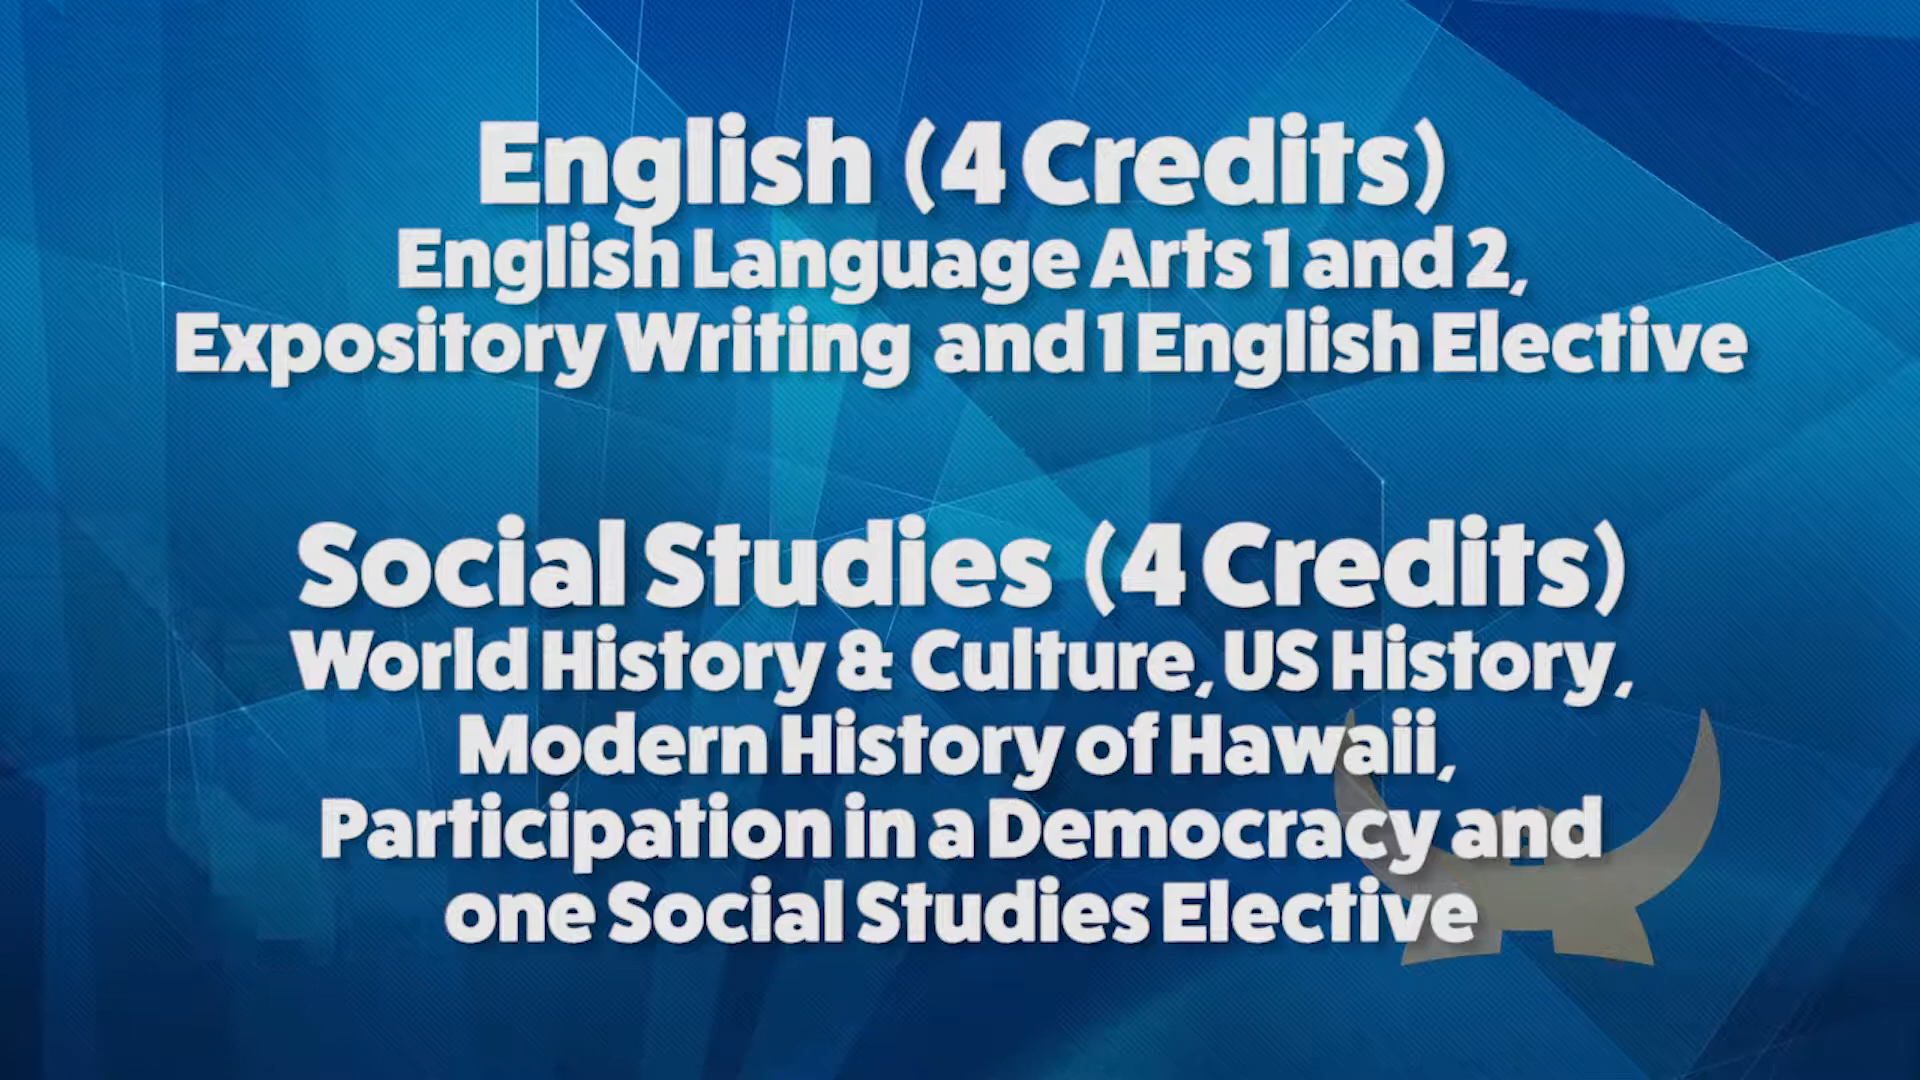 English (4 Credits)
English Language Arts 1 and 2,
Expository Writing and 1 English Elective
Social Studies (4 Credits)
World History & Culture, US History,
Modern History of Hawaii,
Participation in a Democracy and
one Social Studies Elective